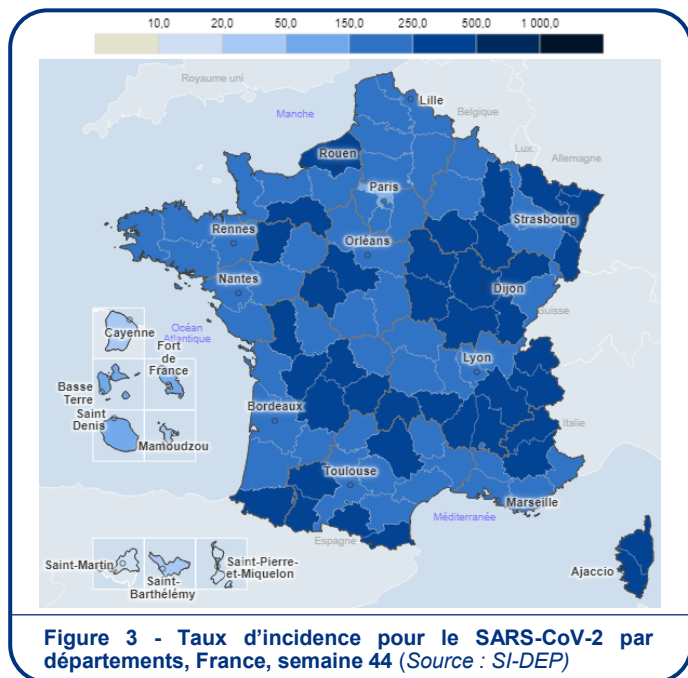 10,0 20,0 50,0 150,0 250,0 500,0 1 000,0
Royaume uni
Lille
Manche
Belgique
Rouen
Lux.
Allemagne
Paris
Strasbourg
Rennes
Orléans
Nantes
Dijon
Suisse
Cayenne
Océan
Atlantique
Fort
de
France
Lyon
Basse
Terre
Bordeaux
Saint
Denis
Italie
Mamoudzou
Toulouse
Marseille
Méditerranée
Espagne
Saint-Martin
Saint-
Barthélémy
Saint-Pierre-
et-Miquelon
Ajaccio
Figure 3 - Taux d’incidence pour le SARS-CoV-2 par
départements, France, semaine 44 (Source : SI-DEP)